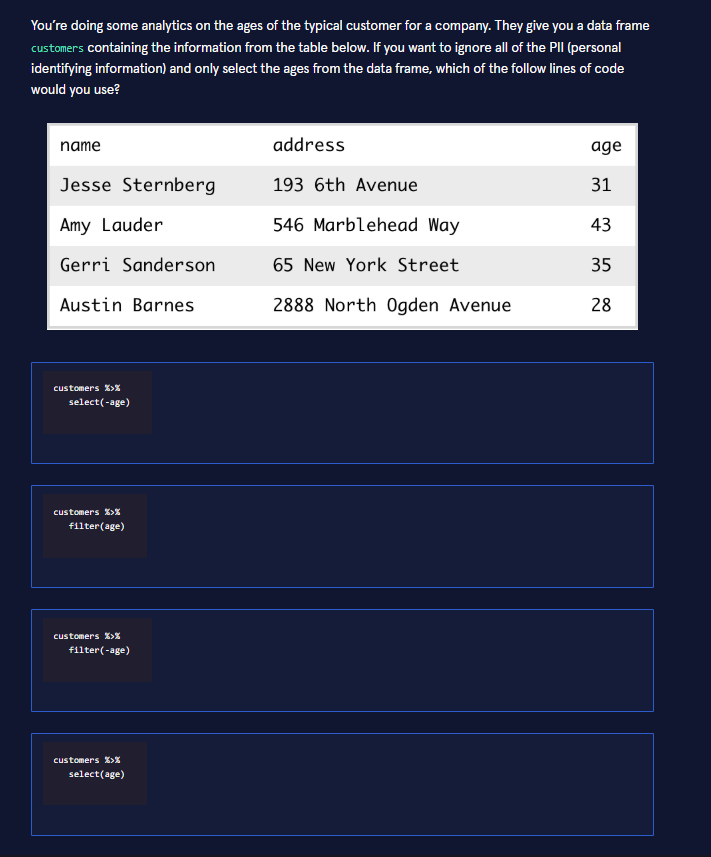 You're doing some analytics on the ages of the typical customer for a company. They give you a data frame
customers containing the information from the table below. If you want to ignore all of the PII (personal
identifying information) and only select the ages from the data frame, which of the follow lines of code
would you use?
name address age
Jesse Sternberg 193 6th Avenue 31
Amy Lauder 546 Marblehead Way 43
Gerri Sanderson 65 New York Street 35
Austin Barnes 2888 North Ogden Avenue 28
customers %>%
select(-age)
customers %>%
filter(age)
customers %>%
filter(-age)
customers %>%
select(age)